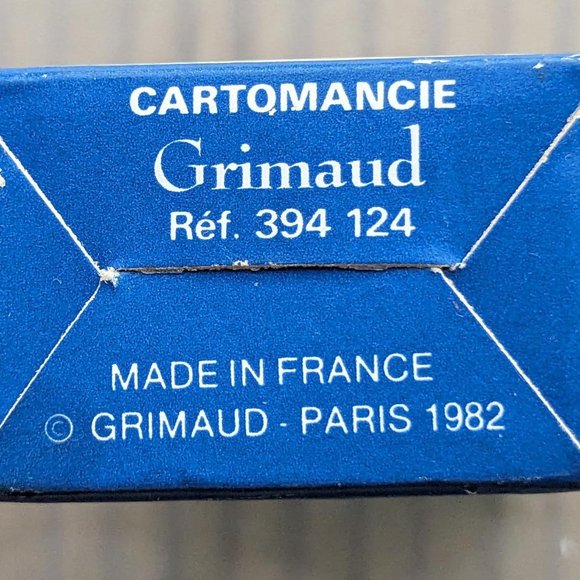 CARTOMANCIE
Grimaud
Réf. 394 124
MADE IN FRANCE
© GRIMAUD - PARIS 1982